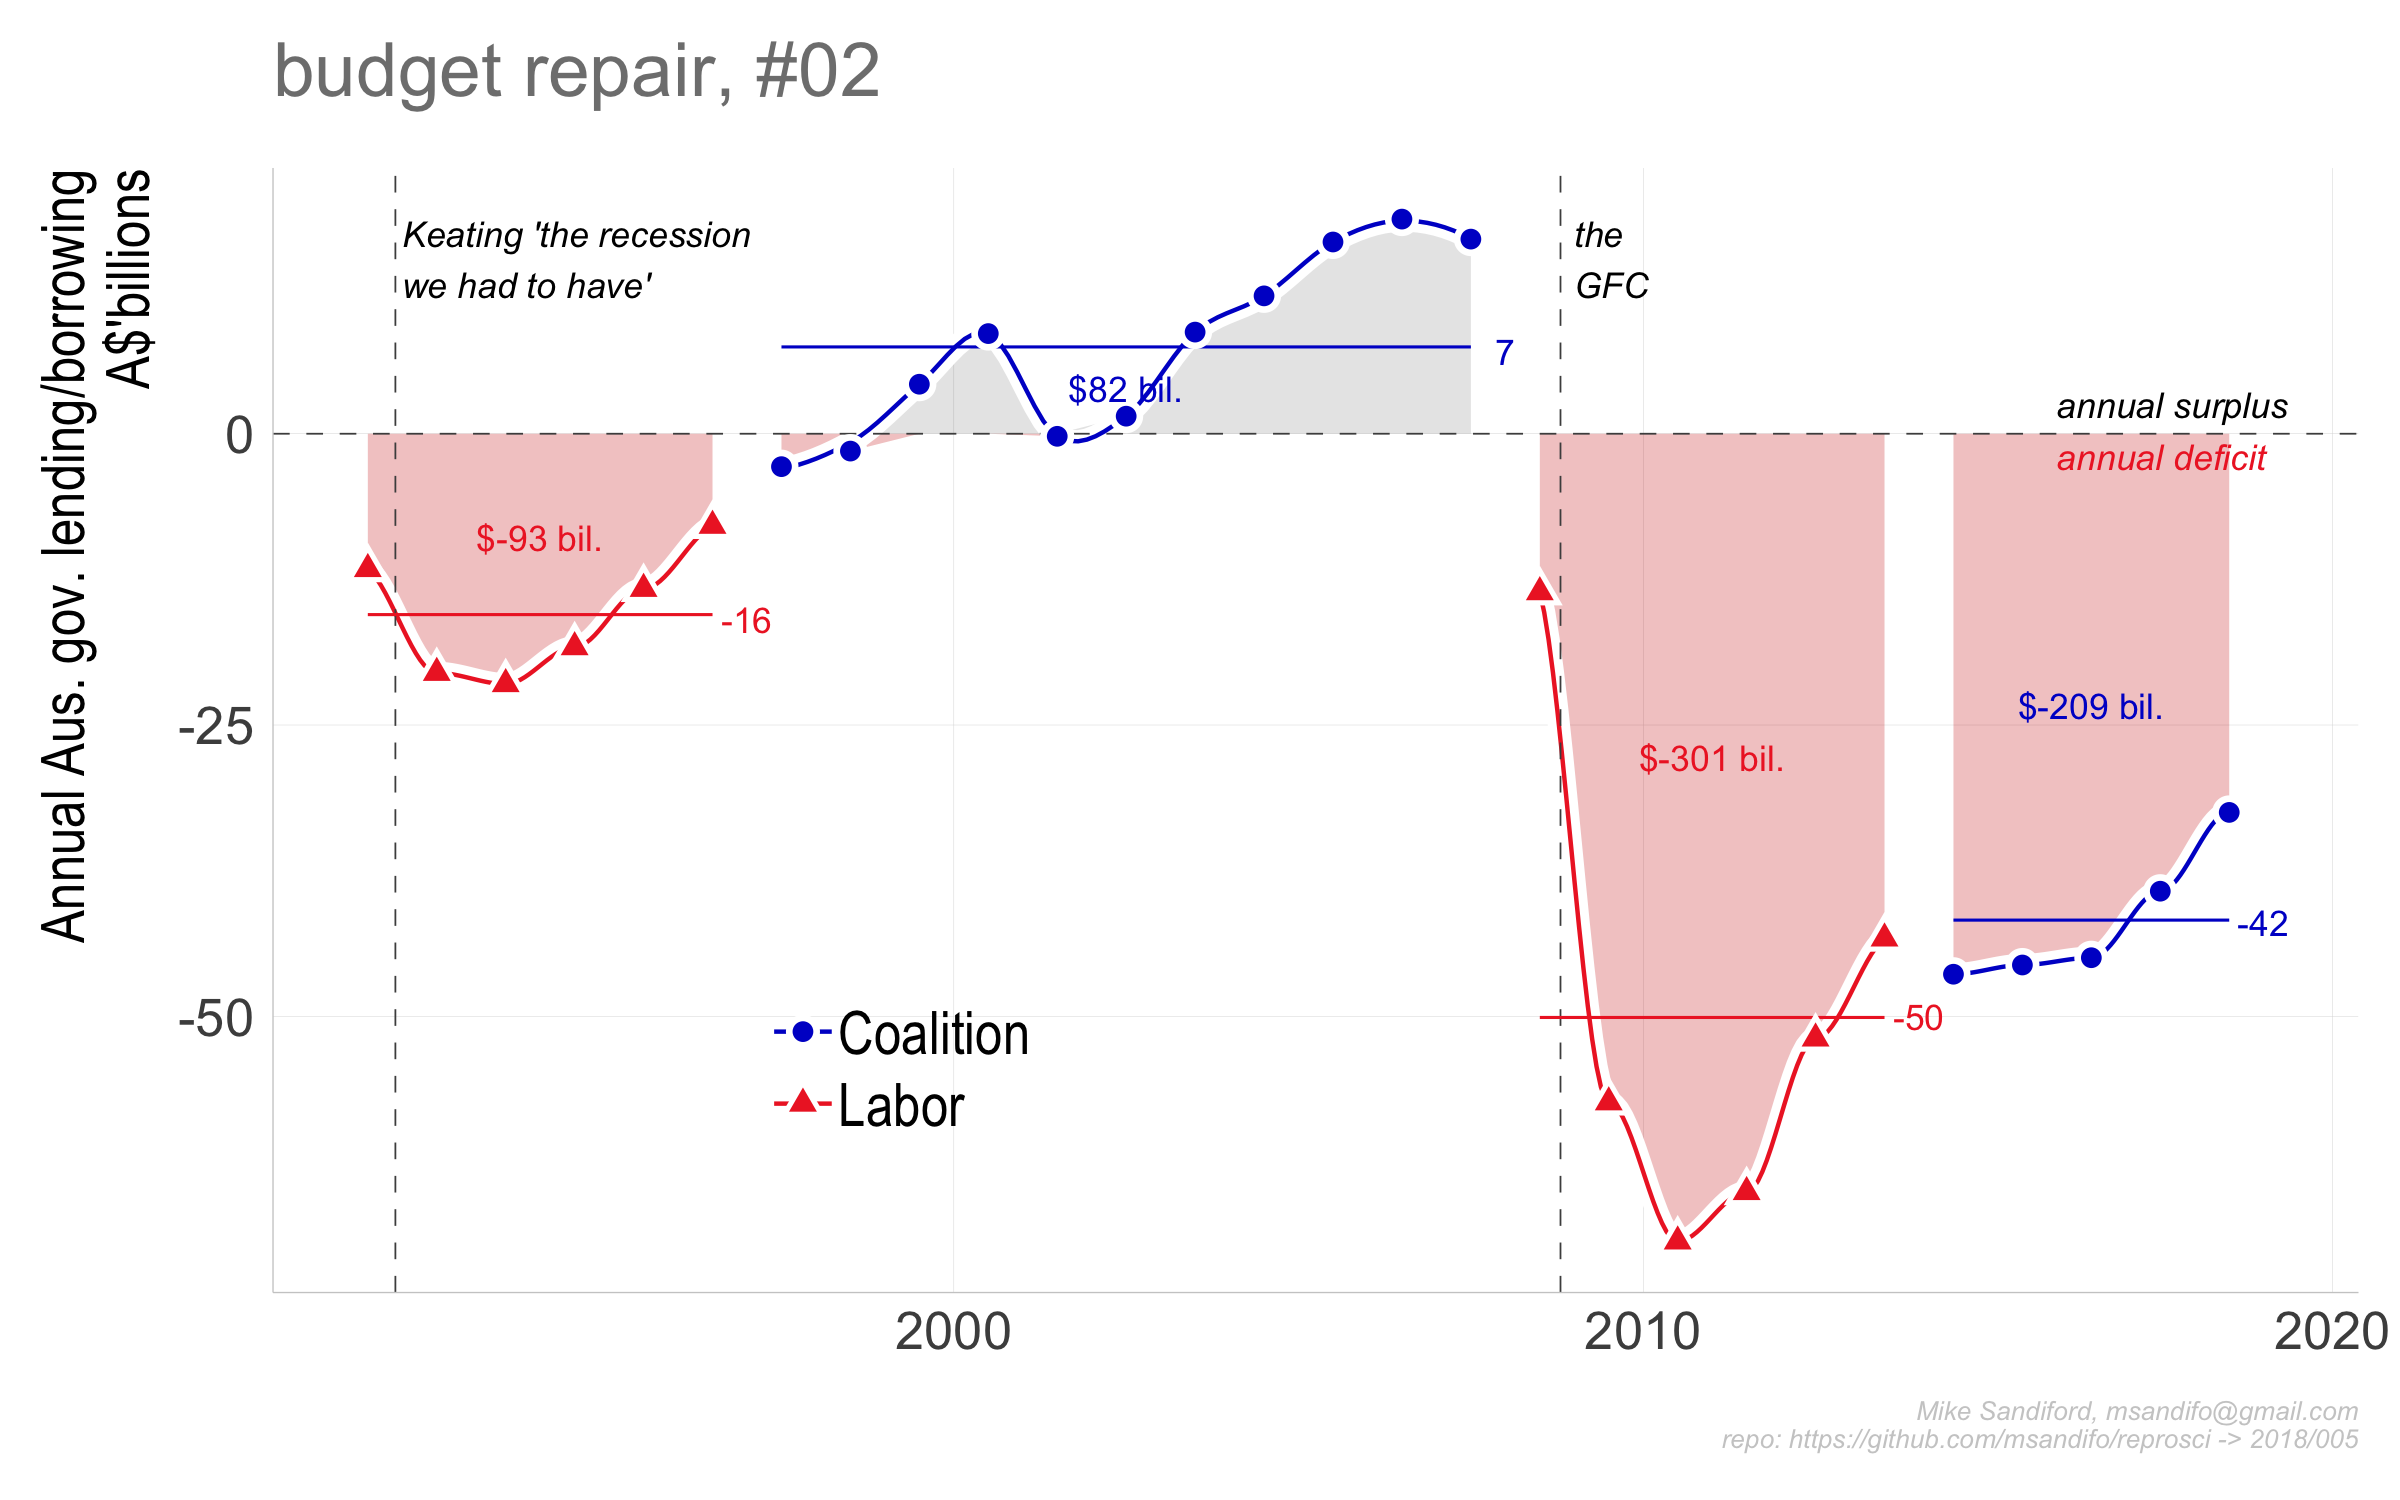 budget repair, #02
Annual Aus. gov. lending/borrowing
A$'billions
Keating 'the recession
we had to have'
the
GFC
7
$82 bil.
annual surplus
0
annual deficit
$-93 bil.
-16
$-209 bil.
-25
$-301 bil.
-42
-50
-50
Coalition
Labor
2000
2010
2020
Mike Sandiford, msandifo@gmail.com
repo: https://github.com/msandifo/reprosci -> 2018/005